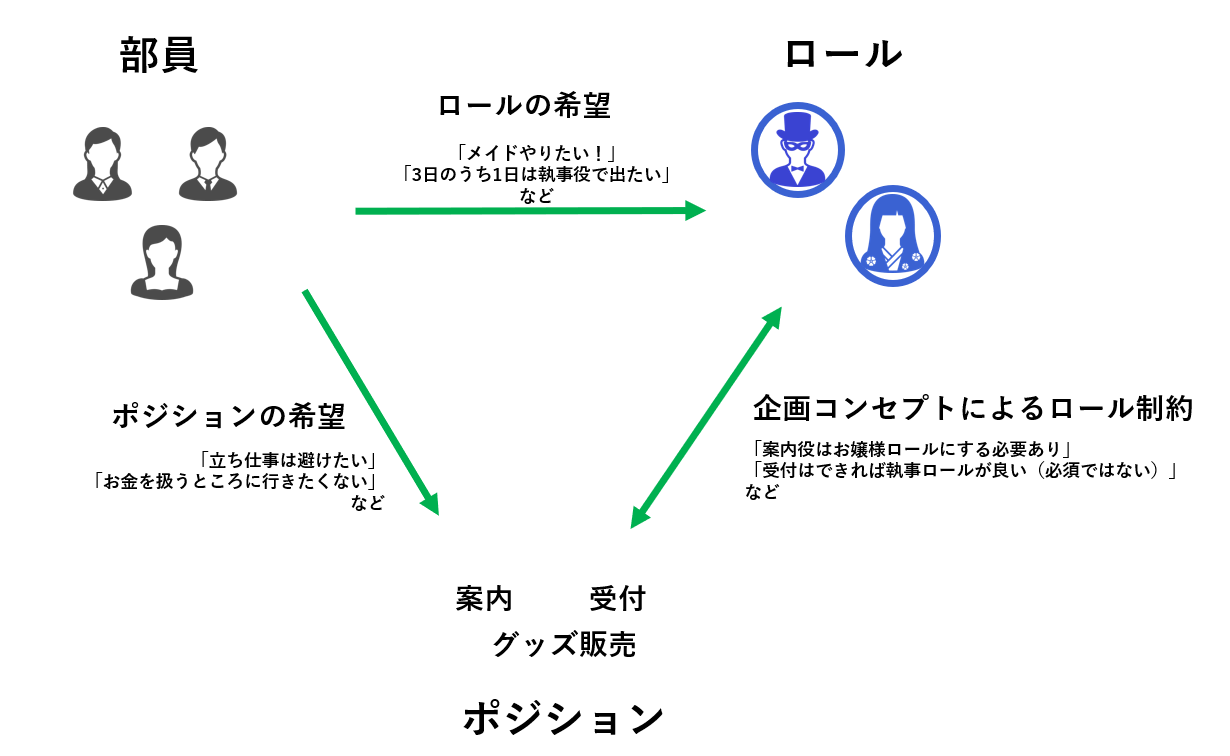 部員
ロール
ロールの希望
「メイドやりたい！」
「3日のうち1日は執事役で出たい」
など
ポジションの希望
「立ち仕事は避けたい」
「お金を扱うところに行きたくない」
など
企画コンセプトによるロール制約
「案内役はお嬢様ロールにする必要あり」
「受付はできれば執事ロールが良い（必須ではない）」
など
案内 受付
グッズ販売
ポジション